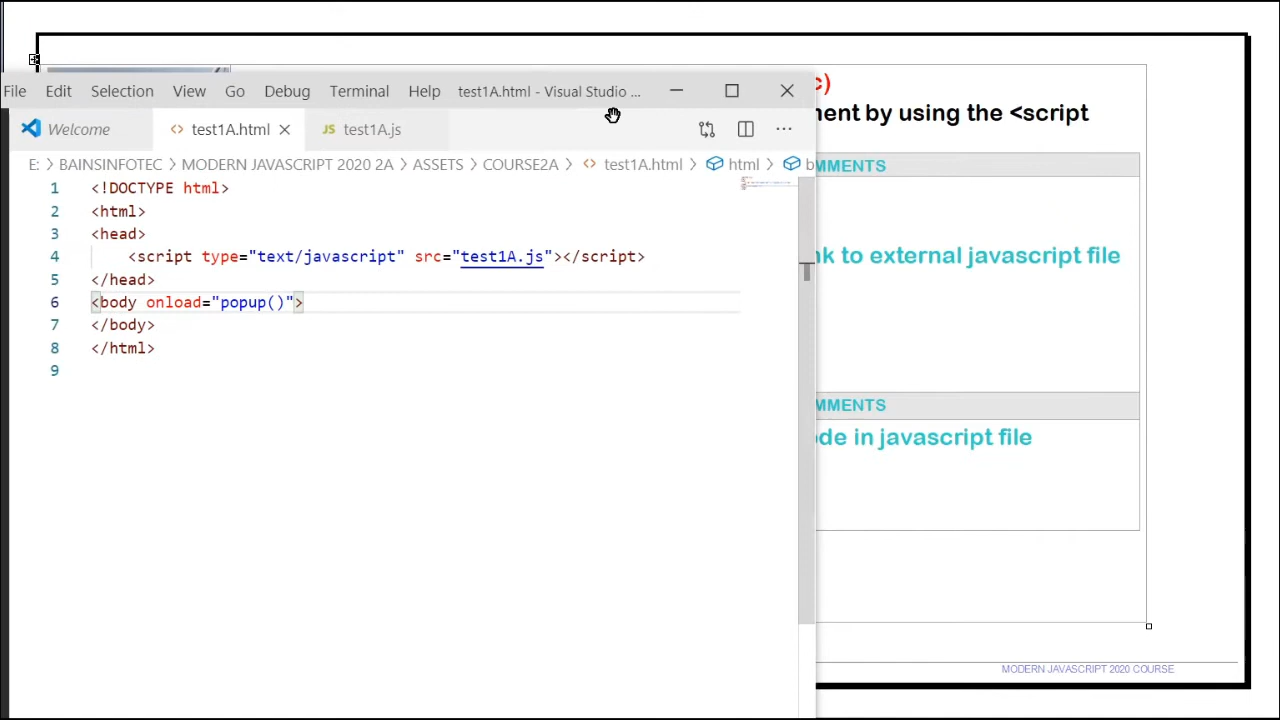 File Edit Selection View Go Debug Terminal Help test1A.html - Visual Studio ...
Welcome test1A.html test1A.js
E: > BAINSINFOTEC > MODERN JAVASCRIPT 2020 2A > ASSETS > COURSE2A > test1A.html > html > b
1 <!DOCTYPE html>
2 <html>
3 <head>
4 <script type="text/javascript" src="test1A.js"></script>
5 </head>
6 <body onload="popup()">
7 </body>
8 </html>
9
c)
ent by using the <script
MMENTS
nk to external javascript file
MMENTS
ode in javascript file
MODERN JAVASCRIPT 2020 COURSE